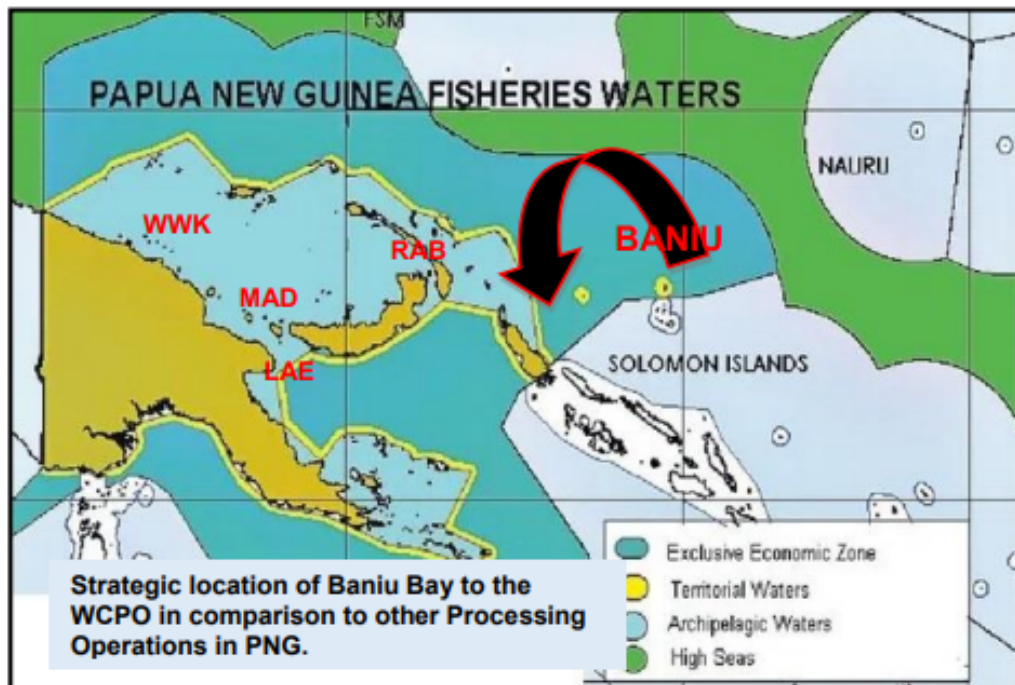 FSM
PAPUA NEW GUINEA FISHERIES WATERS
NAURU
WWK
RAB
BANIU
MAD
LAE
SOLOMON ISLANDS
Exclusive Economic Zone
Territorial Waters
Archipelagic Waters
High Seas
Strategic location of Baniu Bay to the
WCPO in comparison to other Processing
Operations in PNG.